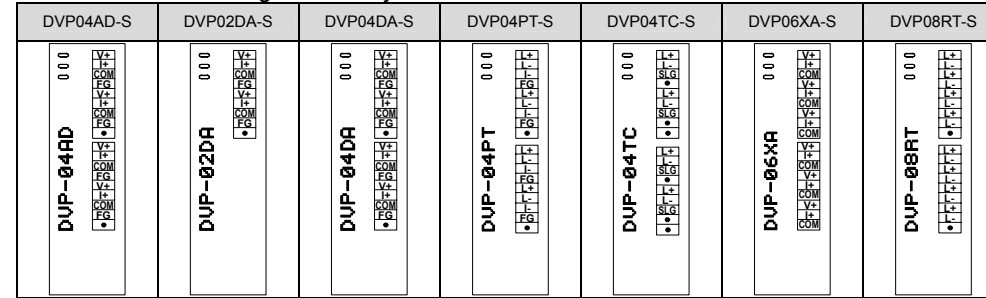 DVP04AD-S DVP02DA-S DVP04DA-S DVP04PT-S DVP04TC-S DVP06XA-S DVP08RT-S
DVP-04AD
V+
I+
COM
FG
V+
I+
COM
FG
●
V+
I+
COM
FG
V+
I+
COM
FG
●
DVP-02DA
V+
I+
COM
FG
V+
I+
COM
FG
●
DVP-04DA
V+
I+
COM
FG
V+
I+
COM
FG
●
V+
I+
COM
FG
V+
I+
COM
FG
●
DVP-04PT
L+
L-
I-
FG
L+
L-
I-
FG
●
L+
L-
I-
FG
L+
L-
I-
FG
●
DVP-04TC
L+
L-
SLG
●
L+
L-
SLG
●
●
L+
L-
SLG
●
L+
L-
SLG
●
●
DVP-06XA
V+
I+
COM
V+
I+
COM
V+
I+
COM
V+
I+
COM
V+
I+
COM
V+
I+
COM
DVP-08RT
L+
L-
L+
L-
L+
L-
L+
L-
●
L+
L-
L+
L-
L+
L-
L+
L-
●